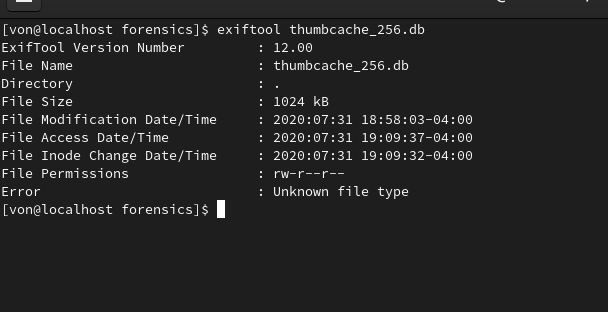 [von@localhost forensics]$ exiftool thumbcache_256.db
ExifTool Version Number         : 12.00
File Name                       : thumbcache_256.db
Directory                       : .
File Size                       : 1024 kB
File Modification Date/Time     : 2020:07:31 18:58:03-04:00
File Access Date/Time           : 2020:07:31 19:09:37-04:00
File Inode Change Date/Time     : 2020:07:31 19:09:32-04:00
File Permissions                : rw-r--r--
Error                           : Unknown file type
[von@localhost forensics]$